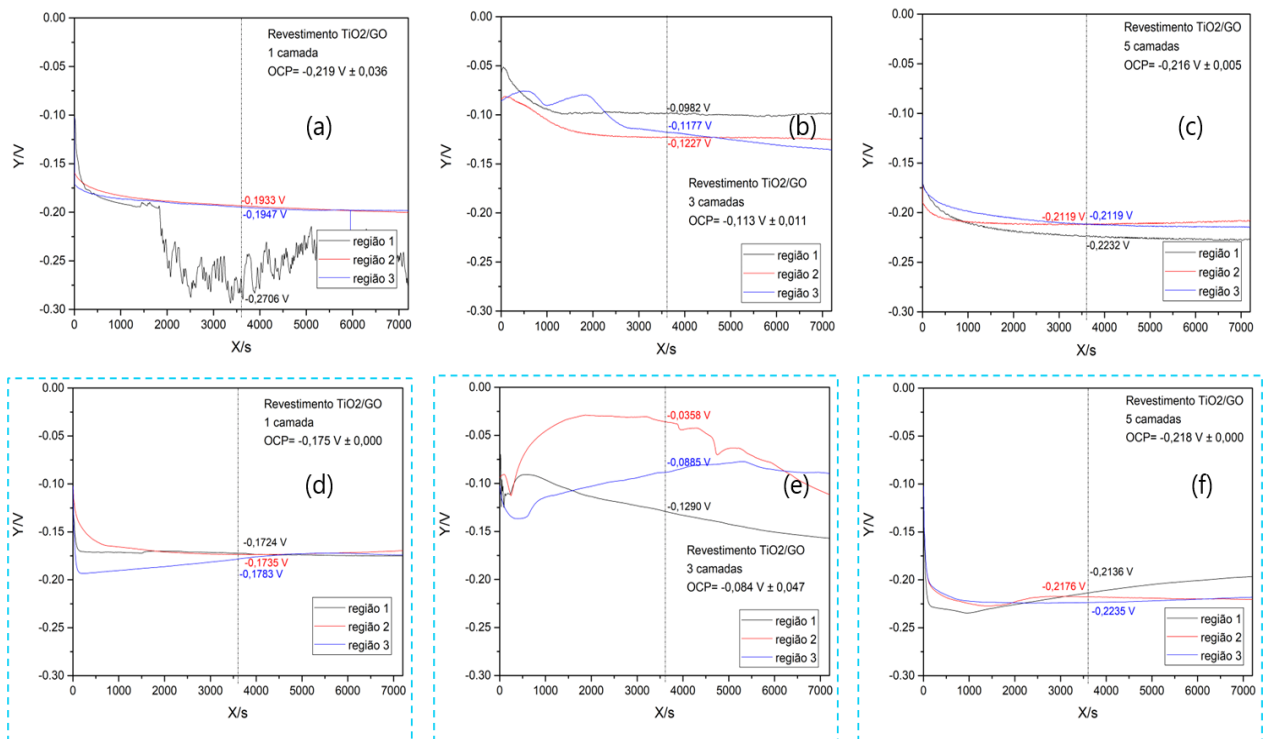 0.00
-0.05
-0.10
-0.15
-0.20
-0.25
-0.30
Y/V
Revestimento TiO2/GO
1 camada
OCP= -0,219 V ± 0,036
(a)
-0,1933 V
-0,1947 V
-0,2706 V
região 1
região 2
região 3
0 1000 2000 3000 4000 5000 6000 7000
X/s
0.00
-0.05
-0.10
-0.15
-0.20
-0.25
-0.30
Y/V
-0,0982 V
-0,1177 V
-0,1227 V
(b)
Revestimento TiO2/GO
3 camadas
OCP= -0,113 V ± 0,011
região 1
região 2
região 3
0 1000 2000 3000 4000 5000 6000 7000
X/s
0.00
-0.05
-0.10
-0.15
-0.20
-0.25
-0.30
Y/V
Revestimento TiO2/GO
5 camadas
OCP= -0,216 V ± 0,005
(c)
-0,2119 V -0,2119 V
-0,2232 V
região 1
região 2
região 3
0 1000 2000 3000 4000 5000 6000 7000
X/s
0.00
-0.05
-0.10
-0.15
-0.20
-0.25
-0.30
Y/V
Revestimento TiO2/GO
1 camada
OCP= -0,175 V ± 0,000
(d)
-0,1724 V
-0,1735 V
-0,1783 V
região 1
região 2
região 3
0 1000 2000 3000 4000 5000 6000 7000
X/s
0.00
-0.05
-0.10
-0.15
-0.20
-0.25
-0.30
Y/V
-0,0358 V
-0,0885 V
(e)
-0,1290 V
Revestimento TiO2/GO
3 camadas
OCP= -0,084 V ± 0,047
região 1
região 2
região 3
0 1000 2000 3000 4000 5000 6000 7000
X/s
0.00
-0.05
-0.10
-0.15
-0.20
-0.25
-0.30
Y/V
Revestimento TiO2/GO
5 camadas
OCP= -0,218 V ± 0,000
(f)
-0,2176 V -0,2136 V
-0,2235 V
região 1
região 2
região 3
0 1000 2000 3000 4000 5000 6000 7000
X/s